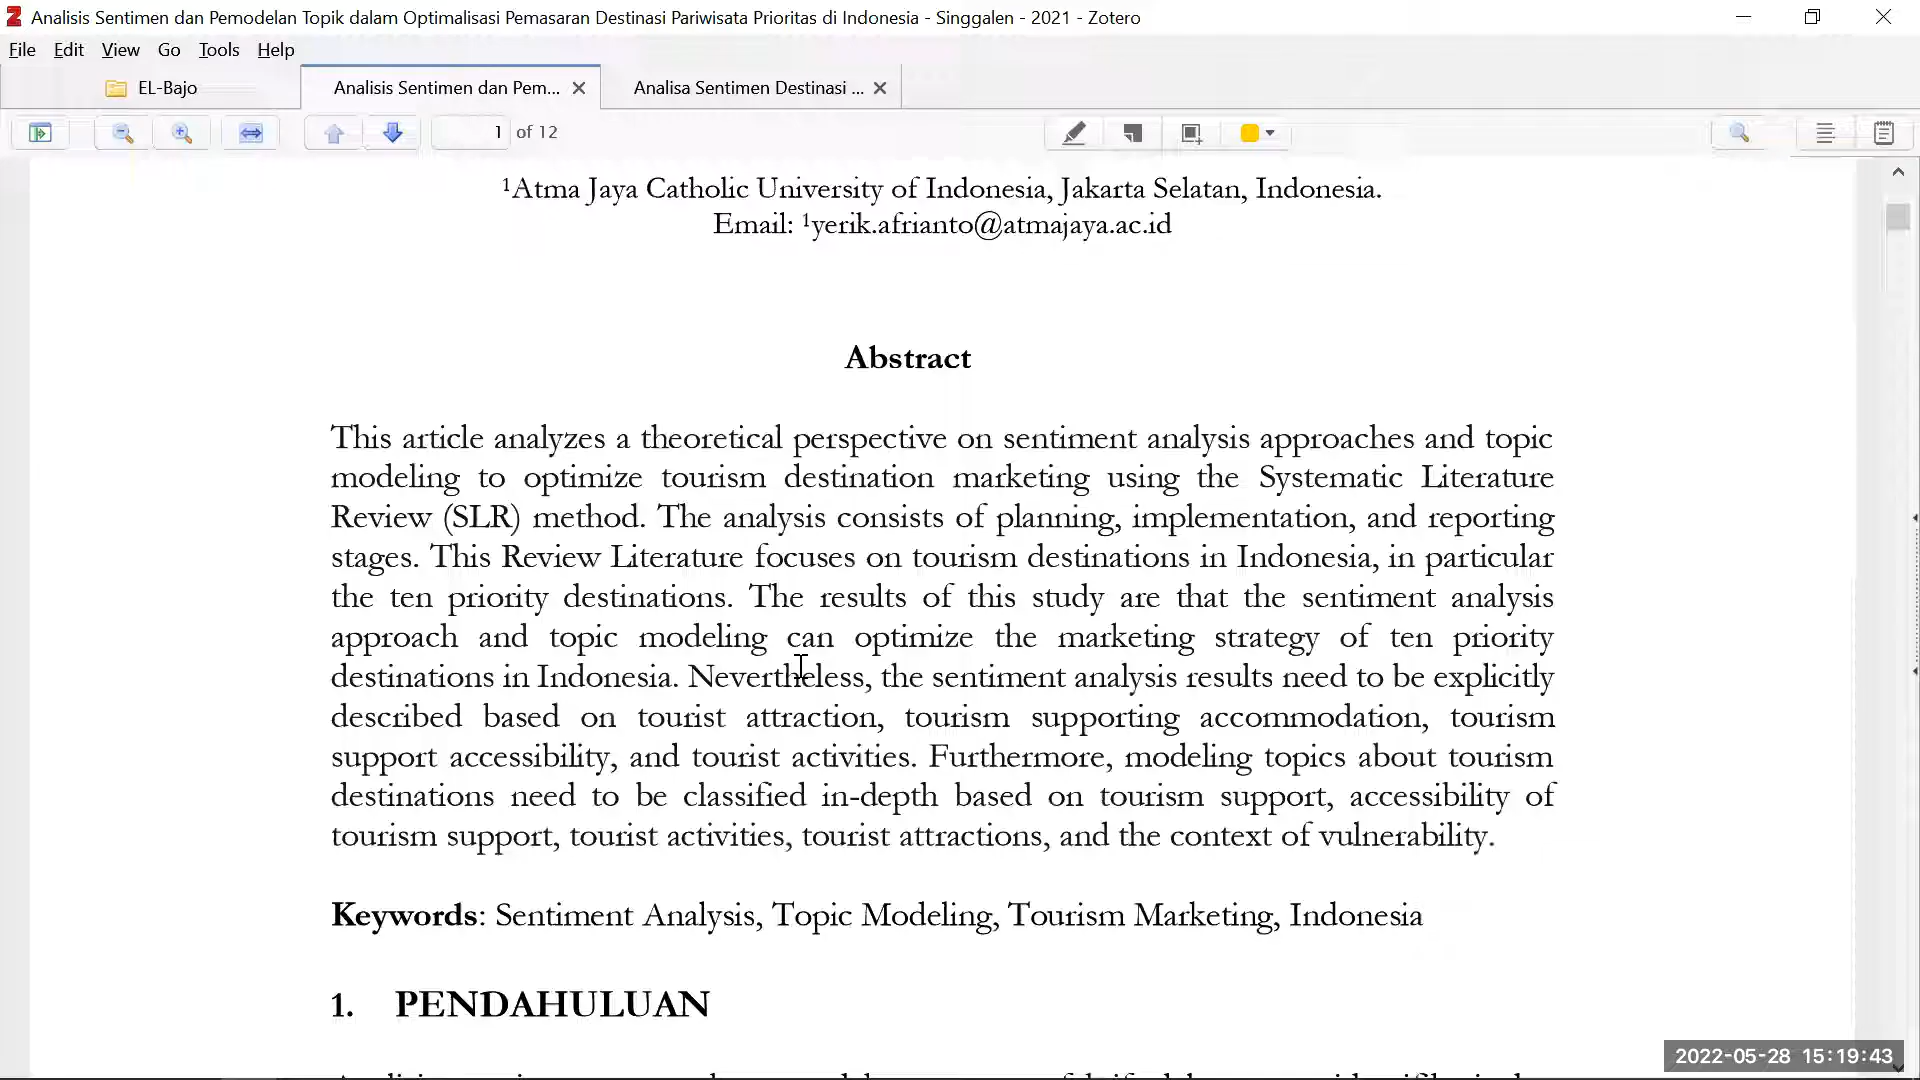 Analisis Sentimen dan Pemodelan Topik dalam Optimalisasi Pemasaran Destinasi Pariwisata Prioritas di Indonesia - Singgalen - 2021 - Zotero
File Edit View Go Tools Help
EL-Bajo
Analisis Sentimen dan Pem...
Analisa Sentimen Destinasi ...
1 of 12
¹Atma Jaya Catholic University of Indonesia, Jakarta Selatan, Indonesia.
Email: ¹yerik.afrianto@atmajaya.ac.id
Abstract
This article analyzes a theoretical perspective on sentiment analysis approaches and topic
modeling to optimize tourism destination marketing using the Systematic Literature
Review (SLR) method. The analysis consists of planning, implementation, and reporting
stages. This Review Literature focuses on tourism destinations in Indonesia, in particular
the ten priority destinations. The results of this study are that the sentiment analysis
approach and topic modeling can optimize the marketing strategy of ten priority
destinations in Indonesia. Nevertheless, the sentiment analysis results need to be explicitly
described based on tourist attraction, tourism supporting accommodation, tourism
support accessibility, and tourist activities. Furthermore, modeling topics about tourism
destinations need to be classified in-depth based on tourism support, accessibility of
tourism support, tourist activities, tourist attractions, and the context of vulnerability.
Keywords: Sentiment Analysis, Topic Modeling, Tourism Marketing, Indonesia
1. PENDAHULUAN
2022-05-28 15:19:43